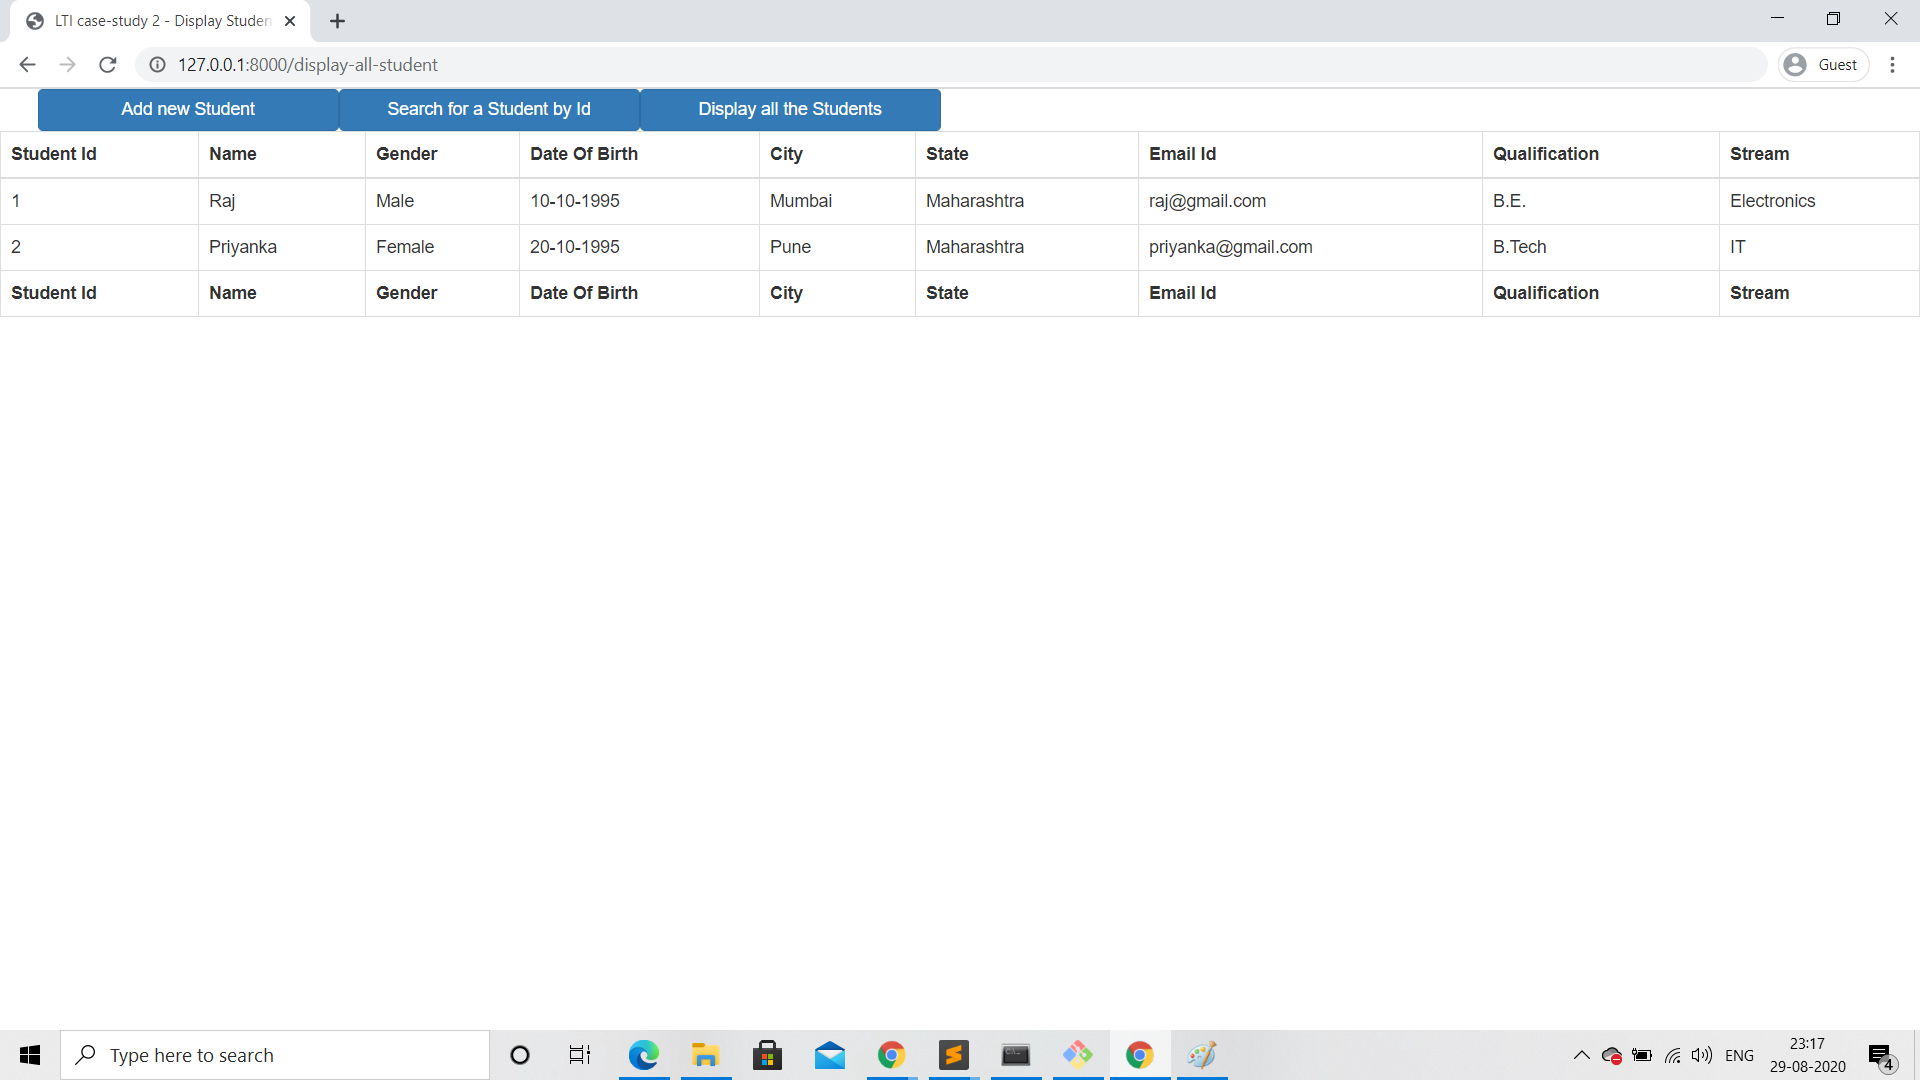 LTI case-study 2 - Display Studen
127.0.0.1:8000/display-all-student
Guest
Add new Student Search for a Student by Id Display all the Students
Student Id Name Gender Date Of Birth City State Email Id Qualification Stream
1 Raj Male 10-10-1995 Mumbai Maharashtra raj@gmail.com B.E. Electronics
2 Priyanka Female 20-10-1995 Pune Maharashtra priyanka@gmail.com B.Tech IT
Student Id Name Gender Date Of Birth City State Email Id Qualification Stream
Type here to search
ENG
23:17
29-08-2020
4